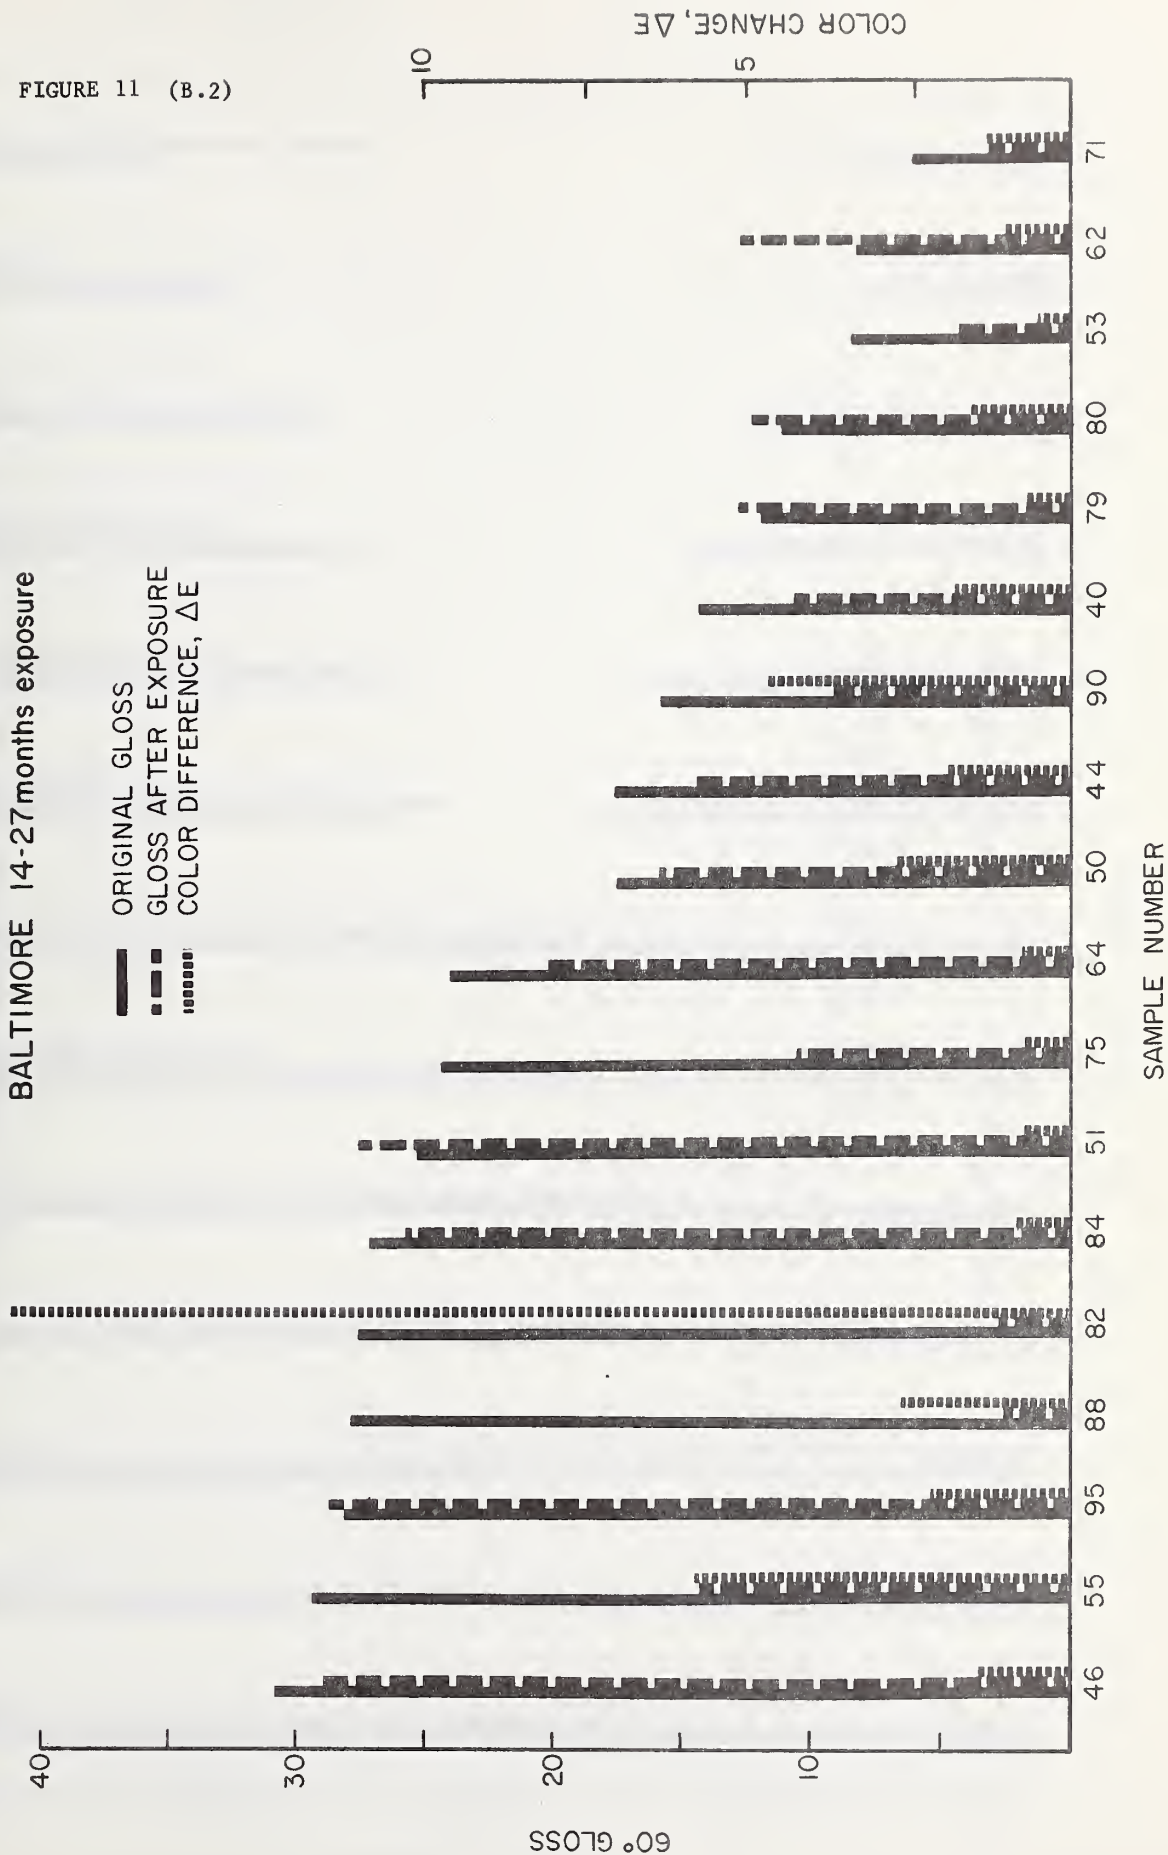 FIGURE 11 (B.2)
BALTIMORE 14-27months exposure
ORIGINAL GLOSS
GLOSS AFTER EXPOSURE
COLOR DIFFERENCE, ΔE
60° GLOSS
40
30
20
10
COLOR CHANGE, ΔE
10
5
46 55 95 88 82 84 51 75 64 50 44 90 40 79 80 53 62 71
SAMPLE NUMBER